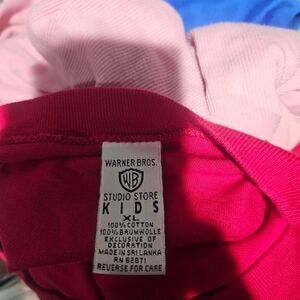 WARNER BROS.
WB
STUDIO STORE
KIDS
XL
100% COTTON
100% BAUMWOLLE
EXCLUSIVE OF
DECORATION
MADE IN SRI LANKA
RN 82871
REVERSE FOR CARE